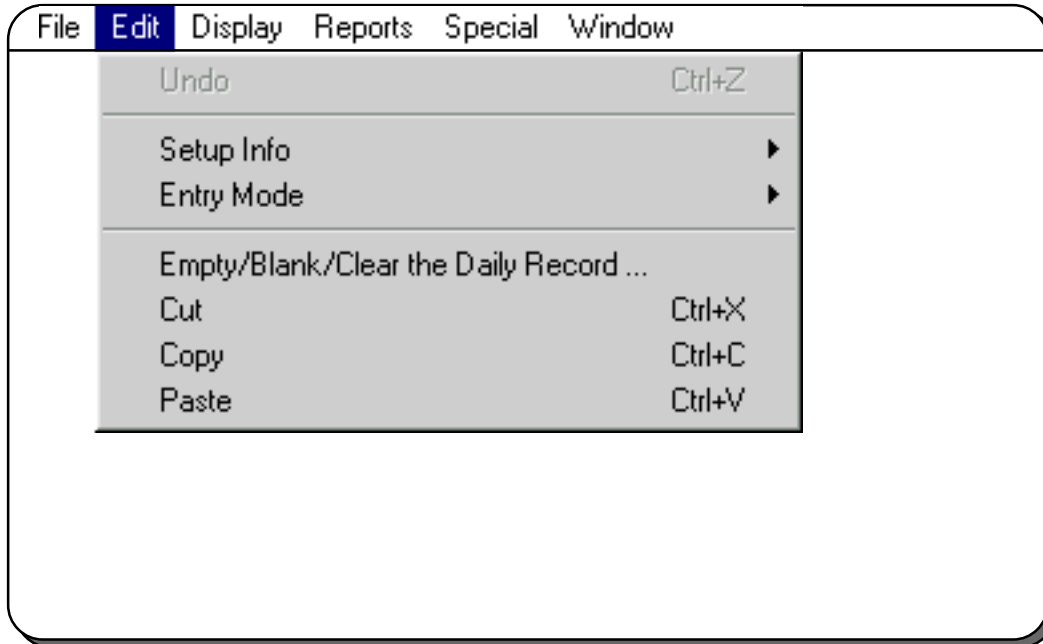 File Edit Display Reports Special Window
Undo Ctrl+Z
Setup Info
Entry Mode
Empty/Blank/Clear the Daily Record ...
Cut Ctrl+X
Copy Ctrl+C
Paste Ctrl+V